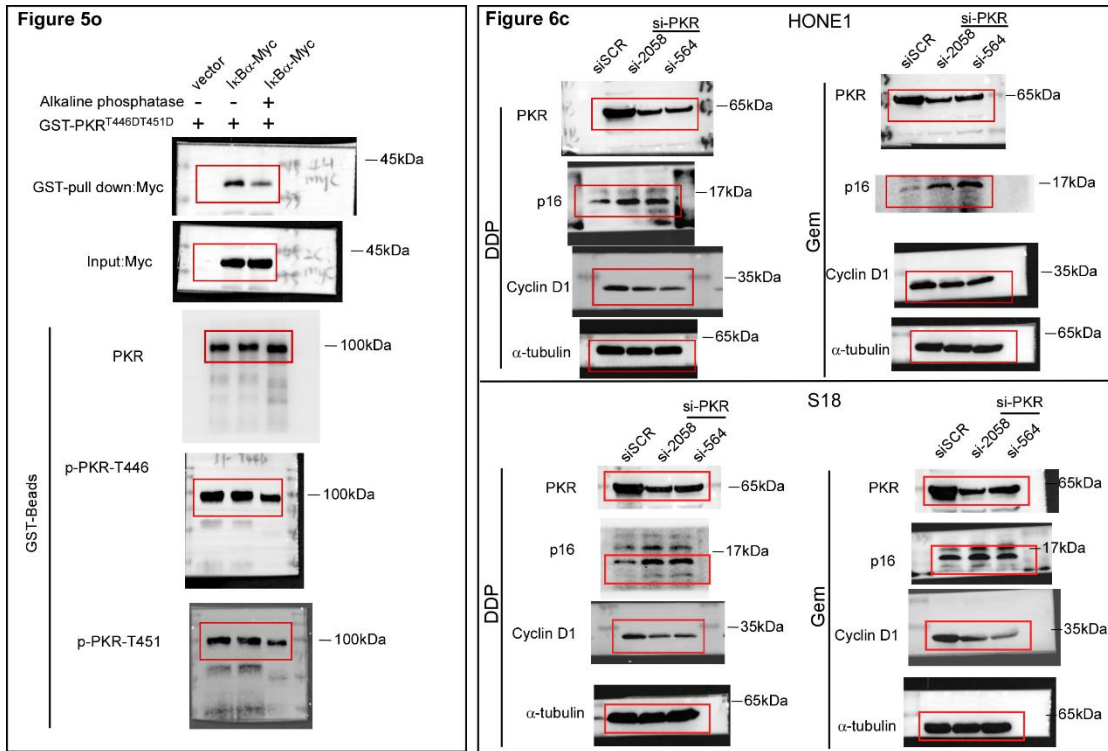 Figure 5o
vector
IκBα-Myc
IκBα-Myc
Alkaline phosphatase - - +
GST-PKR^T446DT451D + + +
GST-pull down:Myc
45kDa
Input:Myc
45kDa
GST-Beads
PKR
100kDa
p-PKR-T446
100kDa
p-PKR-T451
100kDa
Figure 6c
HONE1
si-PKR
siSCR
si-2058
si-564
DDP
PKR
65kDa
p16
17kDa
Cyclin D1
35kDa
α-tubulin
65kDa
si-PKR
siSCR
si-2058
si-564
Gem
PKR
65kDa
p16
17kDa
Cyclin D1
35kDa
α-tubulin
65kDa
S18
si-PKR
siSCR
si-2058
si-564
DDP
PKR
65kDa
p16
17kDa
Cyclin D1
35kDa
α-tubulin
65kDa
si-PKR
siSCR
si-2058
si-564
Gem
PKR
65kDa
p16
17kDa
Cyclin D1
35kDa
α-tubulin
65kDa